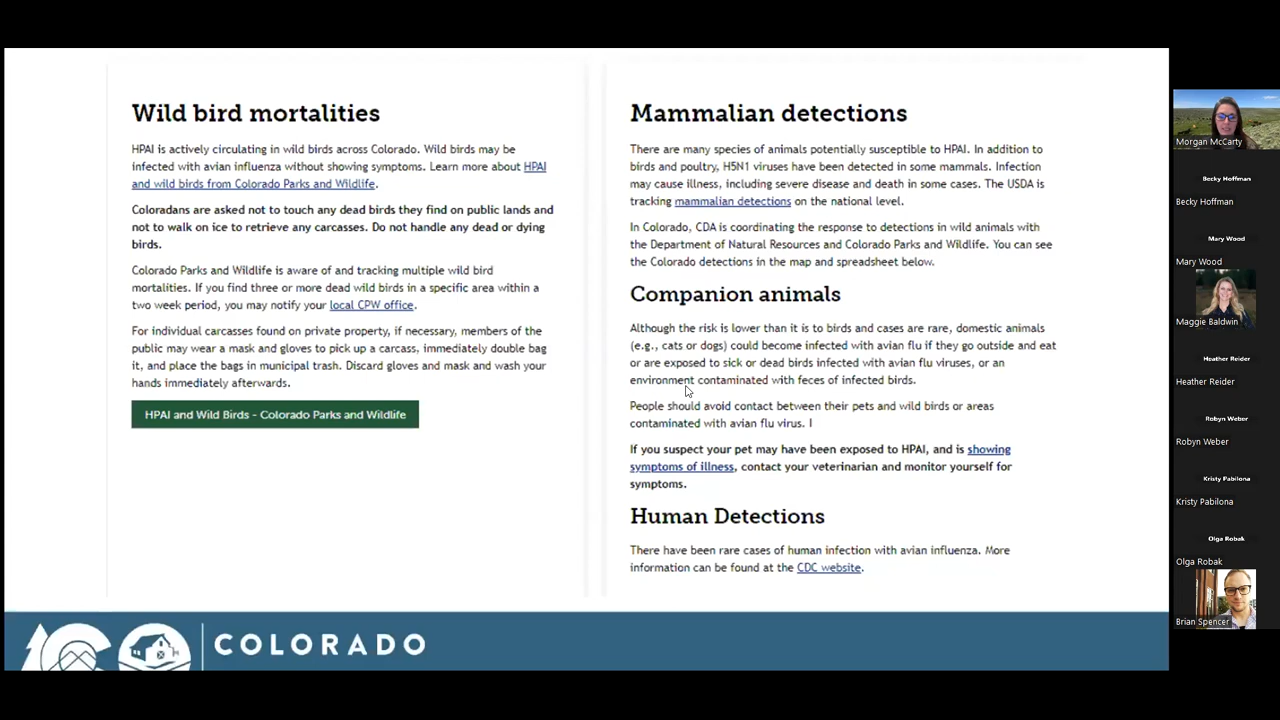 Wild bird mortalities
HPAI is actively circulating in wild birds across Colorado. Wild birds may be
infected with avian influenza without showing symptoms. Learn more about HPAI
and wild birds from Colorado Parks and Wildlife.
Coloradans are asked not to touch any dead birds they find on public lands and
not to walk on ice to retrieve any carcasses. Do not handle any dead or dying
birds.
Colorado Parks and Wildlife is aware of and tracking multiple wild bird
mortalities. If you find three or more dead wild birds in a specific area within a
two week period, you may notify your local CPW office.
For individual carcasses found on private property, if necessary, members of the
public may wear a mask and gloves to pick up a carcass, immediately double bag
it, and place the bags in municipal trash. Discard gloves and mask and wash your
hands immediately afterwards.
HPAI and Wild Birds - Colorado Parks and Wildlife
Mammalian detections
There are many species of animals potentially susceptible to HPAI. In addition to
birds and poultry, H5N1 viruses have been detected in some mammals. Infection
may cause illness, including severe disease and death in some cases. The USDA is
tracking mammalian detections on the national level.
In Colorado, CDA is coordinating the response to detections in wild animals with
the Department of Natural Resources and Colorado Parks and Wildlife. You can see
the Colorado detections in the map and spreadsheet below.
Companion animals
Although the risk is lower than it is to birds and cases are rare, domestic animals
(e.g., cats or dogs) could become infected with avian flu if they go outside and eat
or are exposed to sick or dead birds infected with avian flu viruses, or an
environment contaminated with feces of infected birds.
People should avoid contact between their pets and wild birds or areas
contaminated with avian flu virus. I
If you suspect your pet may have been exposed to HPAI, and is showing
symptoms of illness, contact your veterinarian and monitor yourself for
symptoms.
Human Detections
There have been rare cases of human infection with avian influenza. More
information can be found at the CDC website.
CO
COLORADO
Morgan McCarty
Becky Hoffman
Becky Hoffman
Mary Wood
Mary Wood
Maggie Baldwin
Heather Reider
Heather Reider
Robyn Weber
Robyn Weber
Kristy Pabilona
Kristy Pabilona
Olga Robak
Olga Robak
Brian Spencer